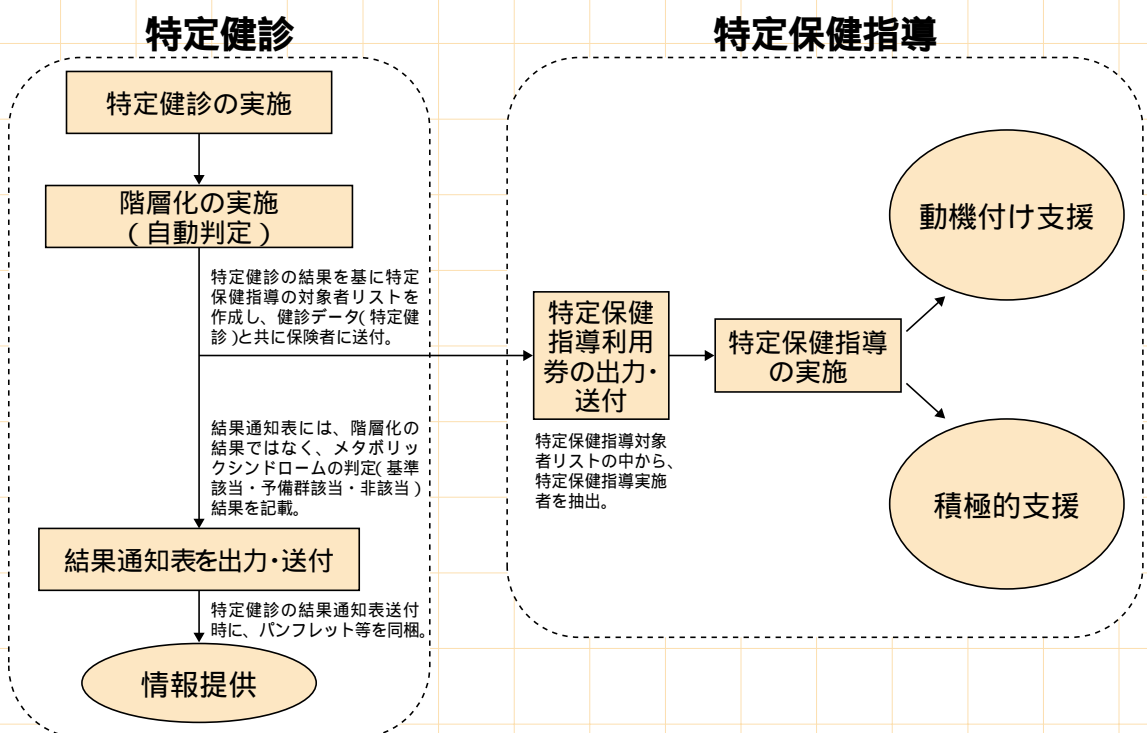 特定健診
特定健診の実施
階層化の実施
(自動判定)
特定健診の結果を基に特定
保健指導の対象者リストを
作成し、健診データ(特定健
診)と共に保険者に送付。
結果通知表には、階層化の
結果ではなく、メタボリッ
クシンドロームの判定(基準
該当・予備群該当・非該当)
結果を記載。
結果通知表を出力・送付
特定健診の結果通知表送付
時に、パンフレット等を同梱。
情報提供
特定保健指導
特定保健
指導利用
券の出力・
送付
特定保健指導対象
者リストの中から、
特定保健指導実施
者を抽出。
特定保健指導
の実施
動機付け支援
積極的支援